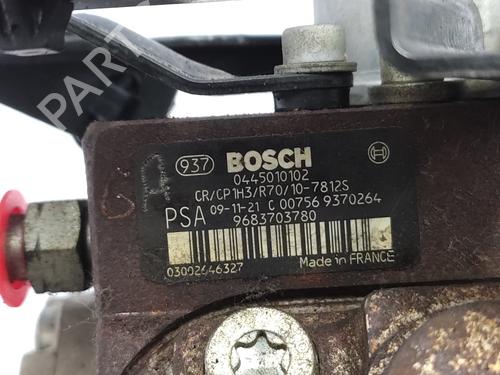 937 BOSCH
0445010102
CR/CP1H3/R70/10-7812S
PSA 09-11-21 C 00756 9370264
9683703780
03002646327 Made in FRANCE
B-PARTS